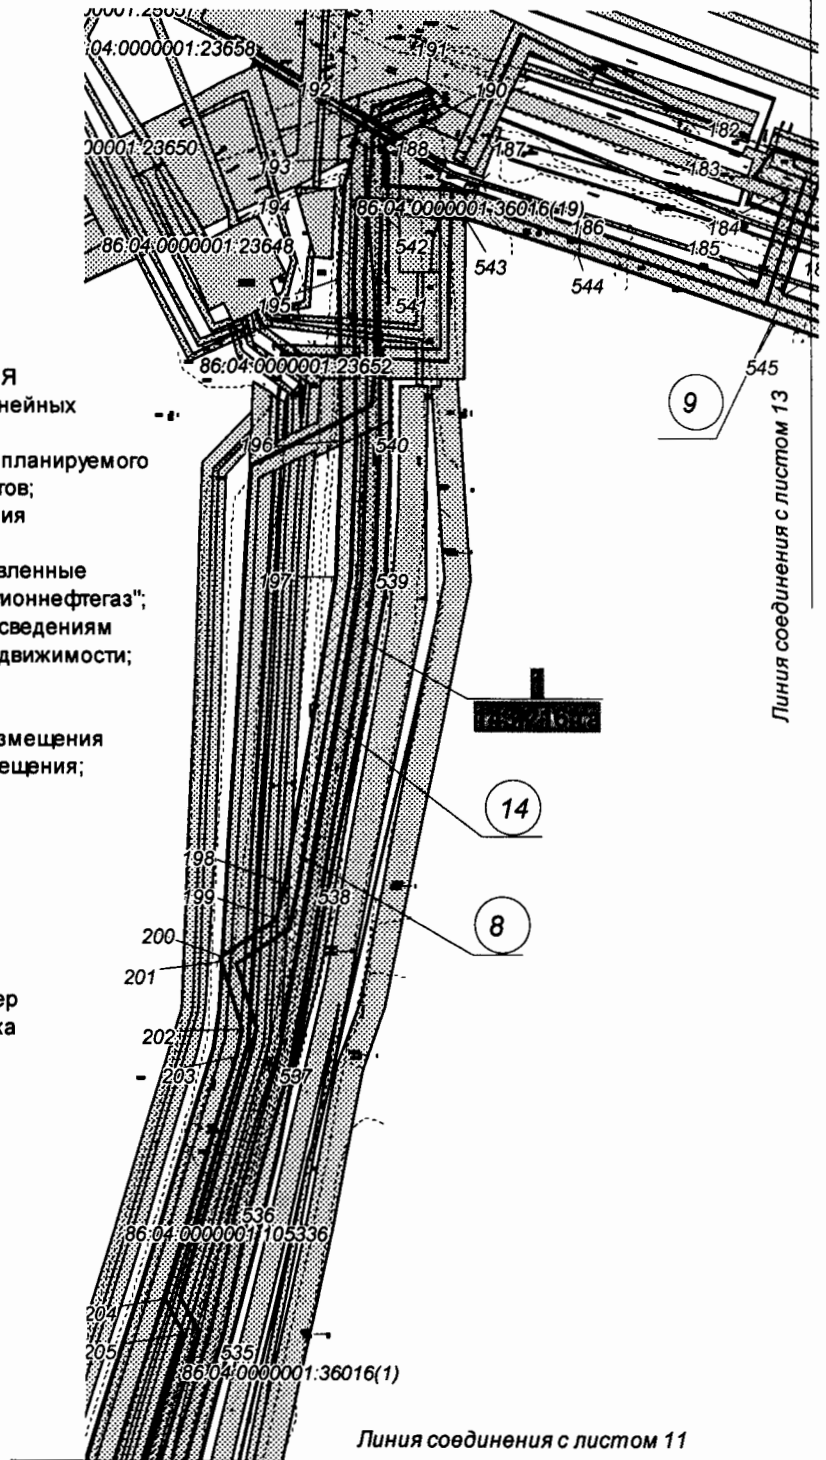 :04:0000001:23658
191
192
190
182
00001:23650
188
187
183
193
194
86:04:0000001:36016(19)
186
184
86:04:0000001:23648
542
543
185
544
195
541
86:04:0000001:23652
545
Я
нейных
9
196
540
планируемого
тов;
ния
Линия соединения с листом 13
вленные
197
539
ионнефтегаз";
сведениям
движимости;
змещения
ещения;
14
198
199
538
8
200
201
ер
202
ка
203
537
536
86:04:0000001:105336
204
205
535
86:04:0000001:36016(1)
Линия соединения с листом 11